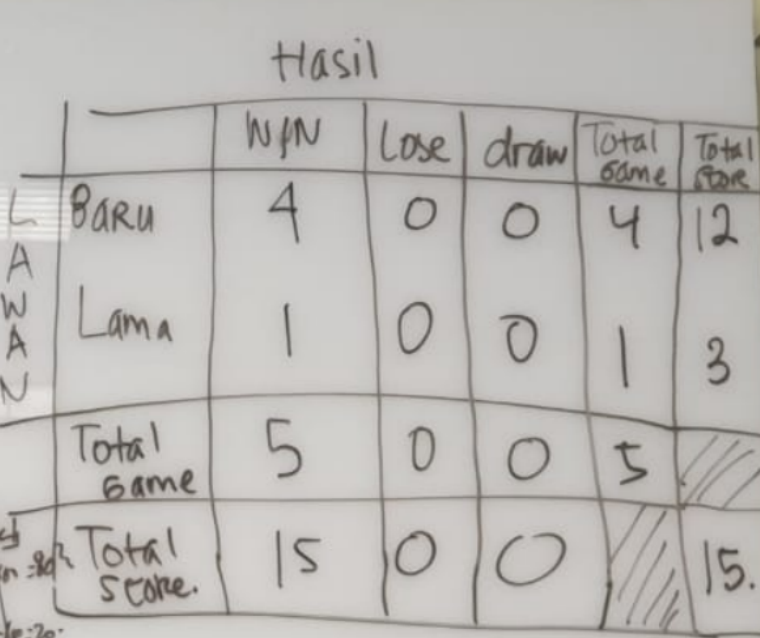 Hasil
WIN Lose draw Total Game Total Score
L A W A N
BARU 4 0 0 4 12
Lama 1 0 0 1 3
Total Game 5 0 0 5
Total Score. 15 0 0 15.